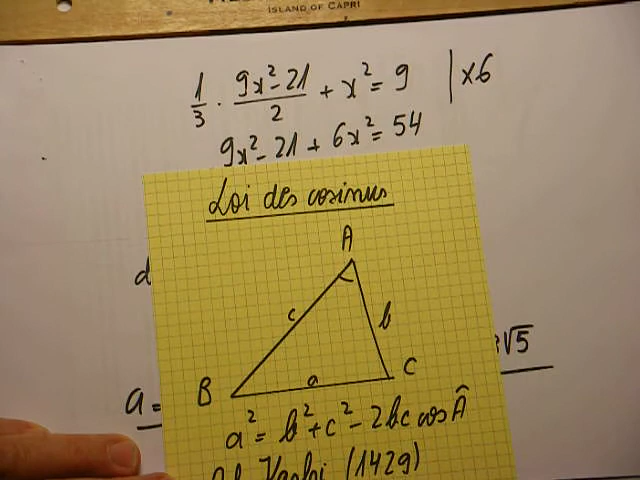 ISLAND OF CAPRI
1/3 · (9x² - 21)/2 + x² = 9 | x6
9x² - 21 + 6x² = 54
Loi des cosinus
A
c
b
B
a
C
d
√5
a =
a² = b² + c² - 2bc cos Â
Al Kashi (1429)